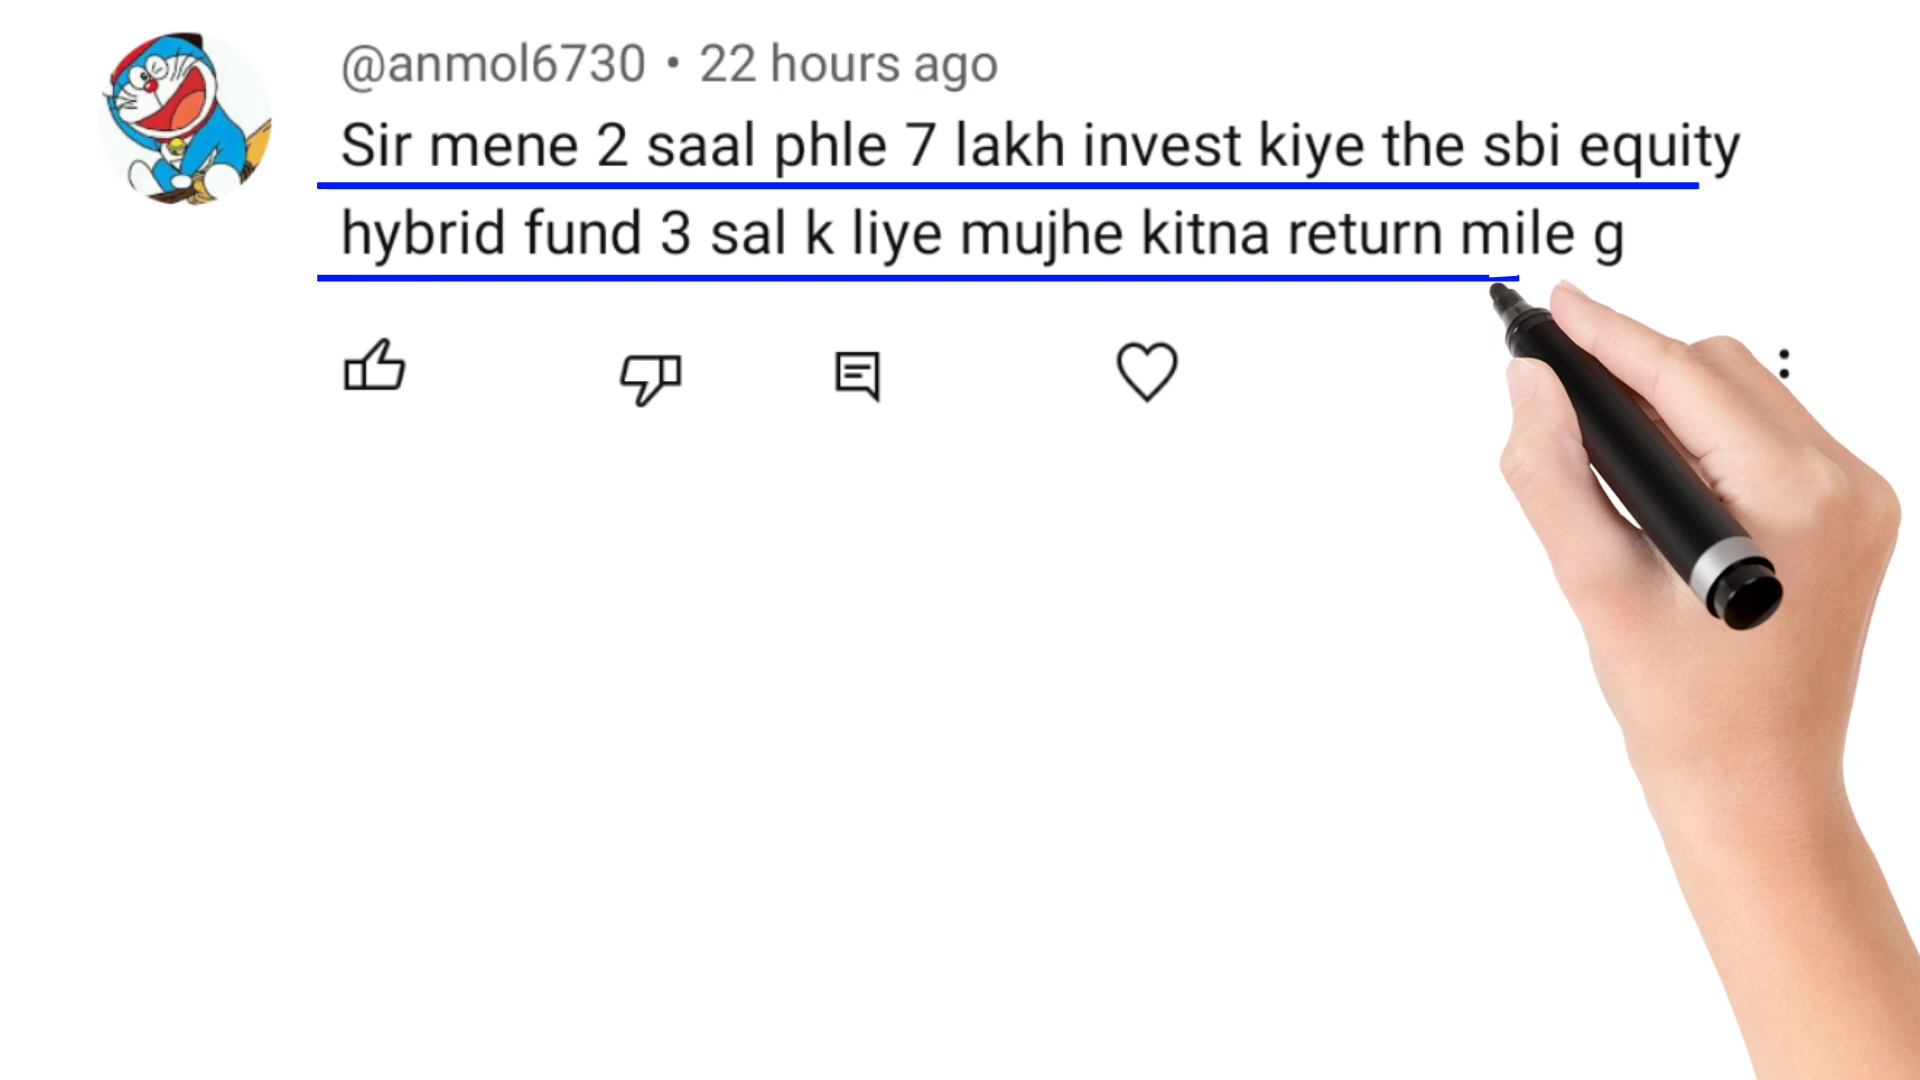 @anmol6730 • 22 hours ago
Sir mene 2 saal phle 7 lakh invest kiye the sbi equity
hybrid fund 3 sal k liye mujhe kitna return mile g